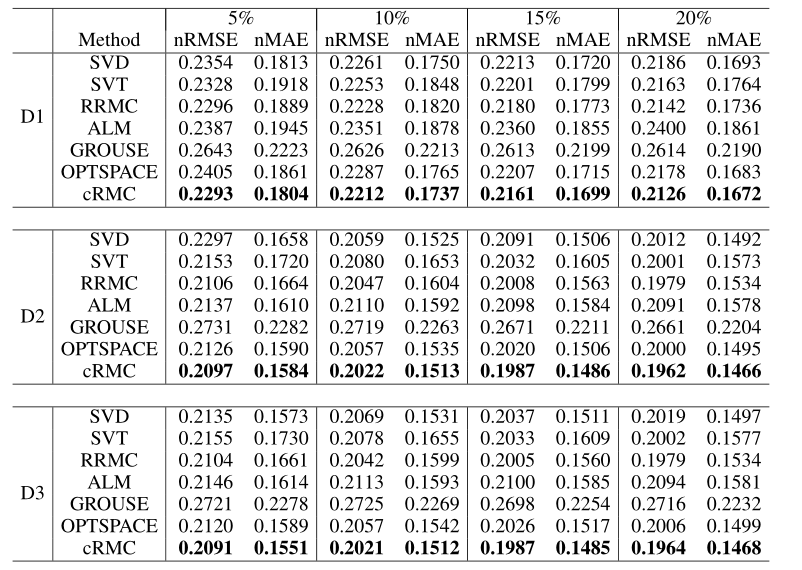 5% 10% 15% 20%
Method nRMSE nMAE nRMSE nMAE nRMSE nMAE nRMSE nMAE
D1
SVD 0.2354 0.1813 0.2261 0.1750 0.2213 0.1720 0.2186 0.1693
SVT 0.2328 0.1918 0.2253 0.1848 0.2201 0.1799 0.2163 0.1764
RRMC 0.2296 0.1889 0.2228 0.1820 0.2180 0.1773 0.2142 0.1736
ALM 0.2387 0.1945 0.2351 0.1878 0.2360 0.1855 0.2400 0.1861
GROUSE 0.2643 0.2223 0.2626 0.2213 0.2613 0.2199 0.2614 0.2190
OPTSPACE 0.2405 0.1861 0.2287 0.1765 0.2207 0.1715 0.2178 0.1683
cRMC 0.2293 0.1804 0.2212 0.1737 0.2161 0.1699 0.2126 0.1672
D2
SVD 0.2297 0.1658 0.2059 0.1525 0.2091 0.1506 0.2012 0.1492
SVT 0.2153 0.1720 0.2080 0.1653 0.2032 0.1605 0.2001 0.1573
RRMC 0.2106 0.1664 0.2047 0.1604 0.2008 0.1563 0.1979 0.1534
ALM 0.2137 0.1610 0.2110 0.1592 0.2098 0.1584 0.2091 0.1578
GROUSE 0.2731 0.2282 0.2719 0.2263 0.2671 0.2211 0.2661 0.2204
OPTSPACE 0.2126 0.1590 0.2057 0.1535 0.2020 0.1506 0.2000 0.1495
cRMC 0.2097 0.1584 0.2022 0.1513 0.1987 0.1486 0.1962 0.1466
D3
SVD 0.2135 0.1573 0.2069 0.1531 0.2037 0.1511 0.2019 0.1497
SVT 0.2155 0.1730 0.2078 0.1655 0.2033 0.1609 0.2002 0.1577
RRMC 0.2104 0.1661 0.2042 0.1599 0.2005 0.1560 0.1979 0.1534
ALM 0.2146 0.1614 0.2113 0.1593 0.2100 0.1585 0.2094 0.1581
GROUSE 0.2721 0.2278 0.2725 0.2269 0.2698 0.2254 0.2716 0.2232
OPTSPACE 0.2120 0.1589 0.2057 0.1542 0.2026 0.1517 0.2006 0.1499
cRMC 0.2091 0.1551 0.2021 0.1512 0.1987 0.1485 0.1964 0.1468